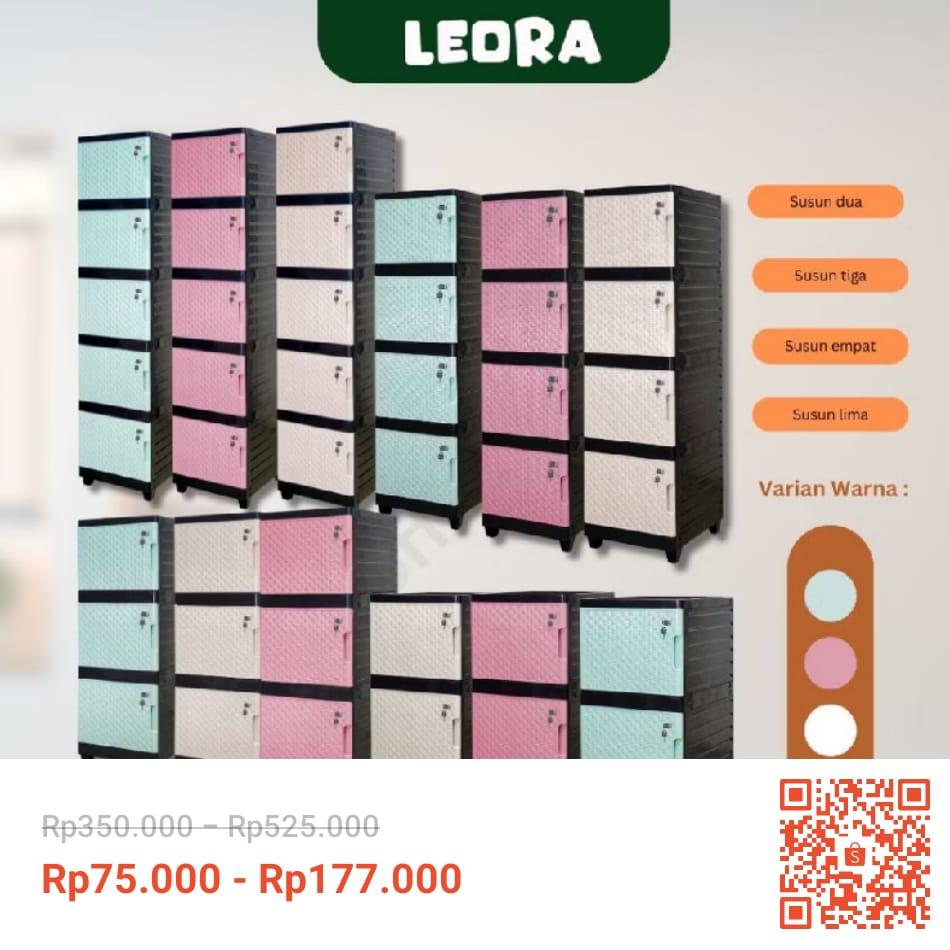 LEORA
Susun dua
Susun tiga
Susun empat
Susun lima
Varian Warna :
Rp350.000 – Rp525.000
Rp75.000 - Rp177.000